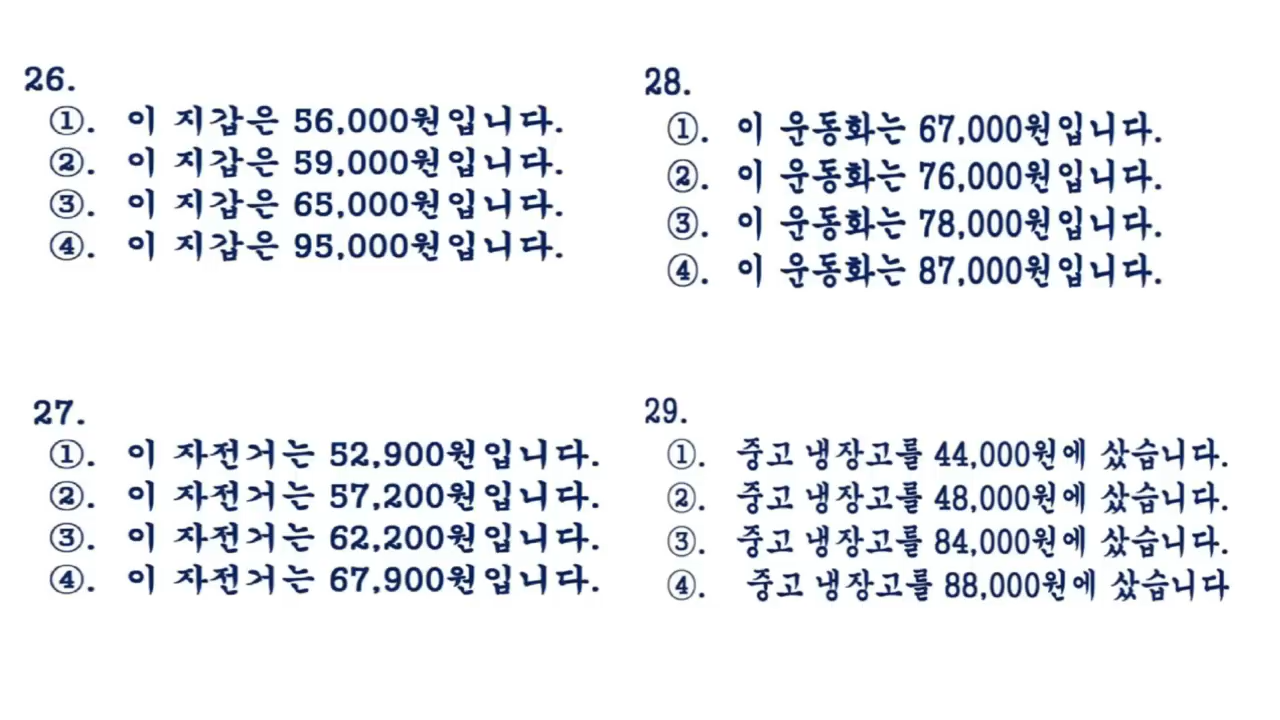 26.
①. 이 지갑은 56,000원입니다.
②. 이 지갑은 59,000원입니다.
③. 이 지갑은 65,000원입니다.
④. 이 지갑은 95,000원입니다.
27.
①. 이 자전거는 52,900원입니다.
②. 이 자전거는 57,200원입니다.
③. 이 자전거는 62,200원입니다.
④. 이 자전거는 67,900원입니다.
28.
①. 이 운동화는 67,000원입니다.
②. 이 운동화는 76,000원입니다.
③. 이 운동화는 78,000원입니다.
④. 이 운동화는 87,000원입니다.
29.
①. 중고 냉장고를 44,000원에 샀습니다.
②. 중고 냉장고를 48,000원에 샀습니다.
③. 중고 냉장고를 84,000원에 샀습니다.
④. 중고 냉장고를 88,000원에 샀습니다